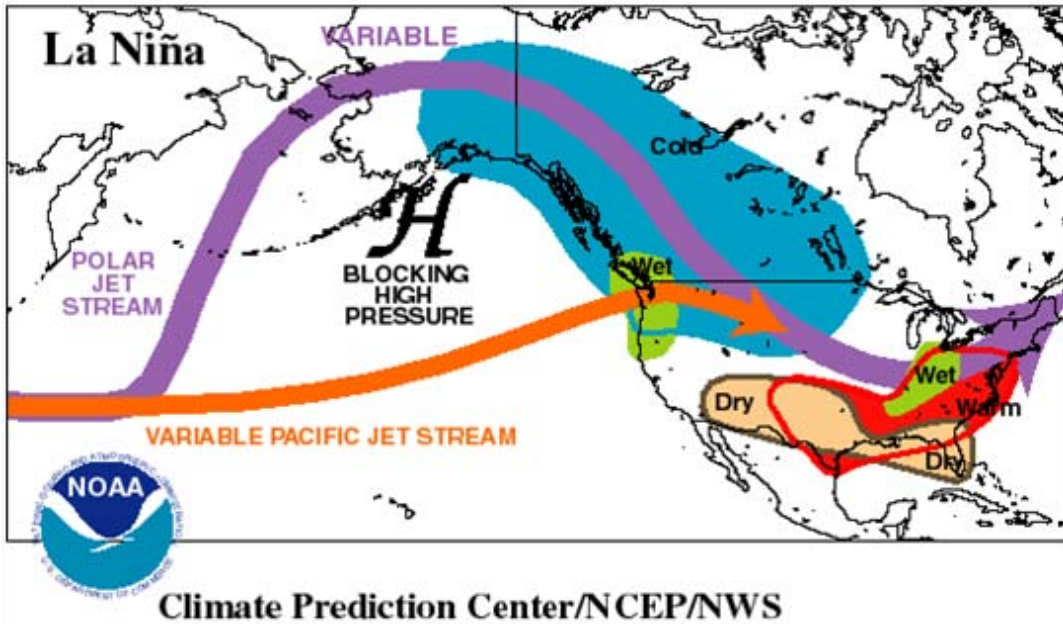 La Niña
VARIABLE
Cold
POLAR
JET
STREAM
H
BLOCKING
HIGH
PRESSURE
Wet
Wet
Dry
Warm
Dry
VARIABLE PACIFIC JET STREAM
NOAA
Climate Prediction Center/NCEP/NWS